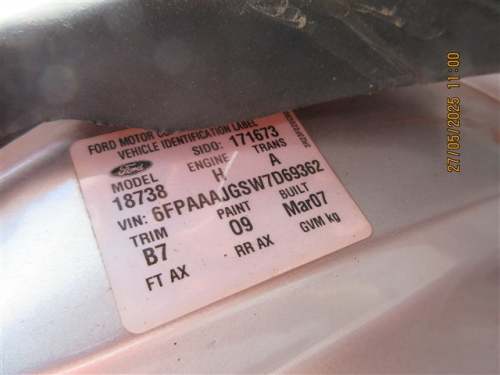 FORD MOTOR
VEHICLE IDENTIFICATION LABEL
SIDO: 171673
Ford
MODEL ENGINE TRANS
18738 H A
VIN: 6FPAAAJGSW7D69362
TRIM PAINT BUILT
B7 09 Mar07
FT AX RR AX GVM kg
27/05/2025 11:00